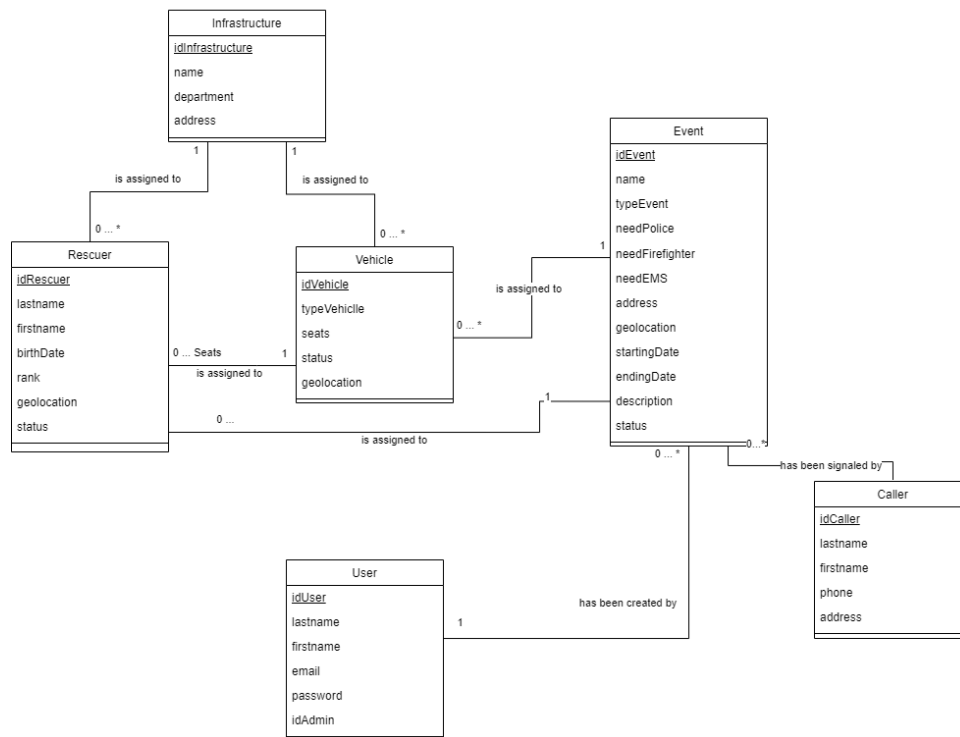 Infrastructure
idInfrastructure
name
department
address
1
1
is assigned to
is assigned to
0 ... *
0 ... *
Rescuer
idRescuer
lastname
firstname
birthDate
rank
geolocation
status
Vehicle
idVehicle
typeVehiclle
seats
status
geolocation
0 ... Seats
1
is assigned to
0 ...
1
is assigned to
1
is assigned to
0 ... *
Event
idEvent
name
typeEvent
needPolice
needFirefighter
needEMS
address
geolocation
startingDate
endingDate
description
status
0 ... *
0...*
has been signaled by
Caller
idCaller
lastname
firstname
phone
address
has been created by
1
User
idUser
lastname
firstname
email
password
idAdmin